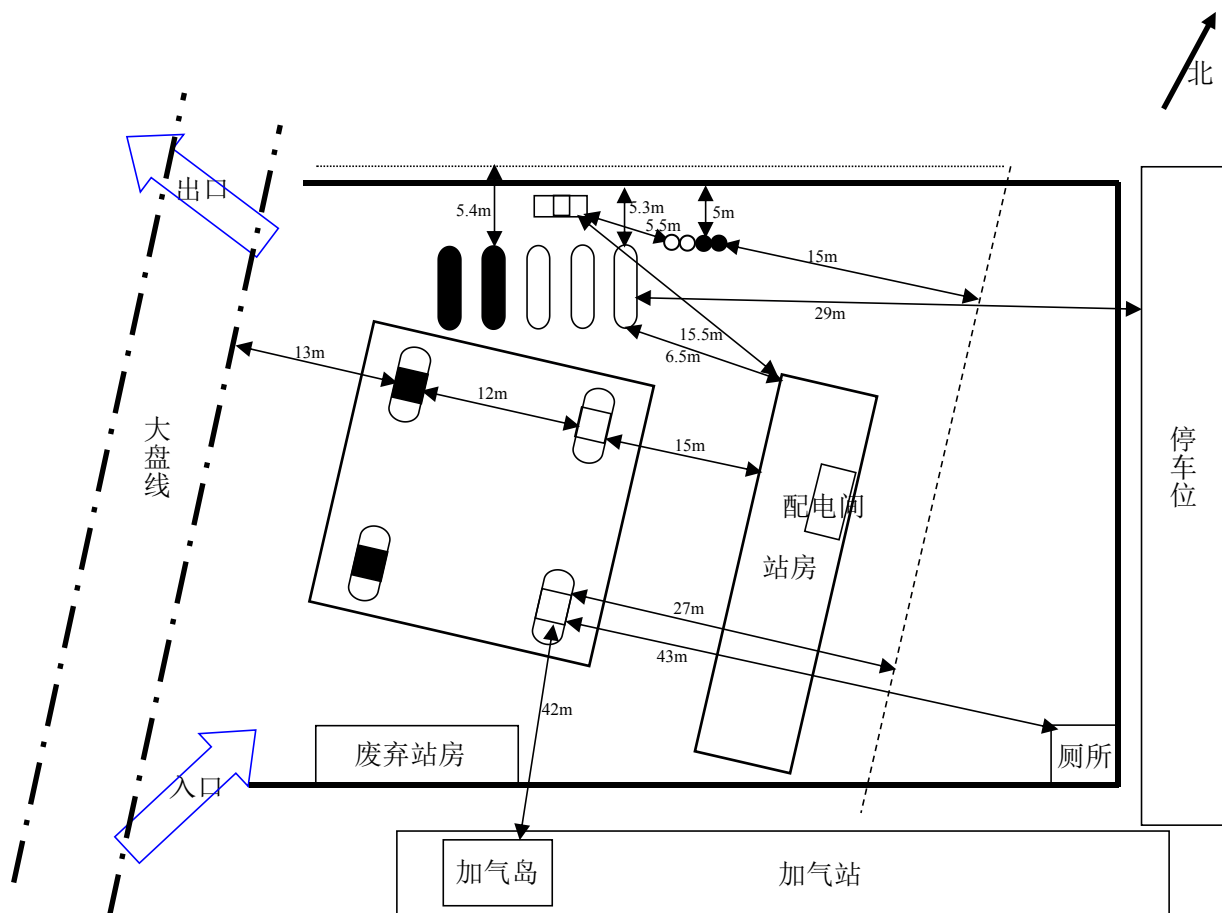 北
出口
5.4m
5.3m
5m
5.5m
15m
29m
15.5m
6.5m
13m
12m
15m
大盘线
停车位
配电间
站房
27m
43m
42m
废弃站房
厕所
入口
加气岛
加气站